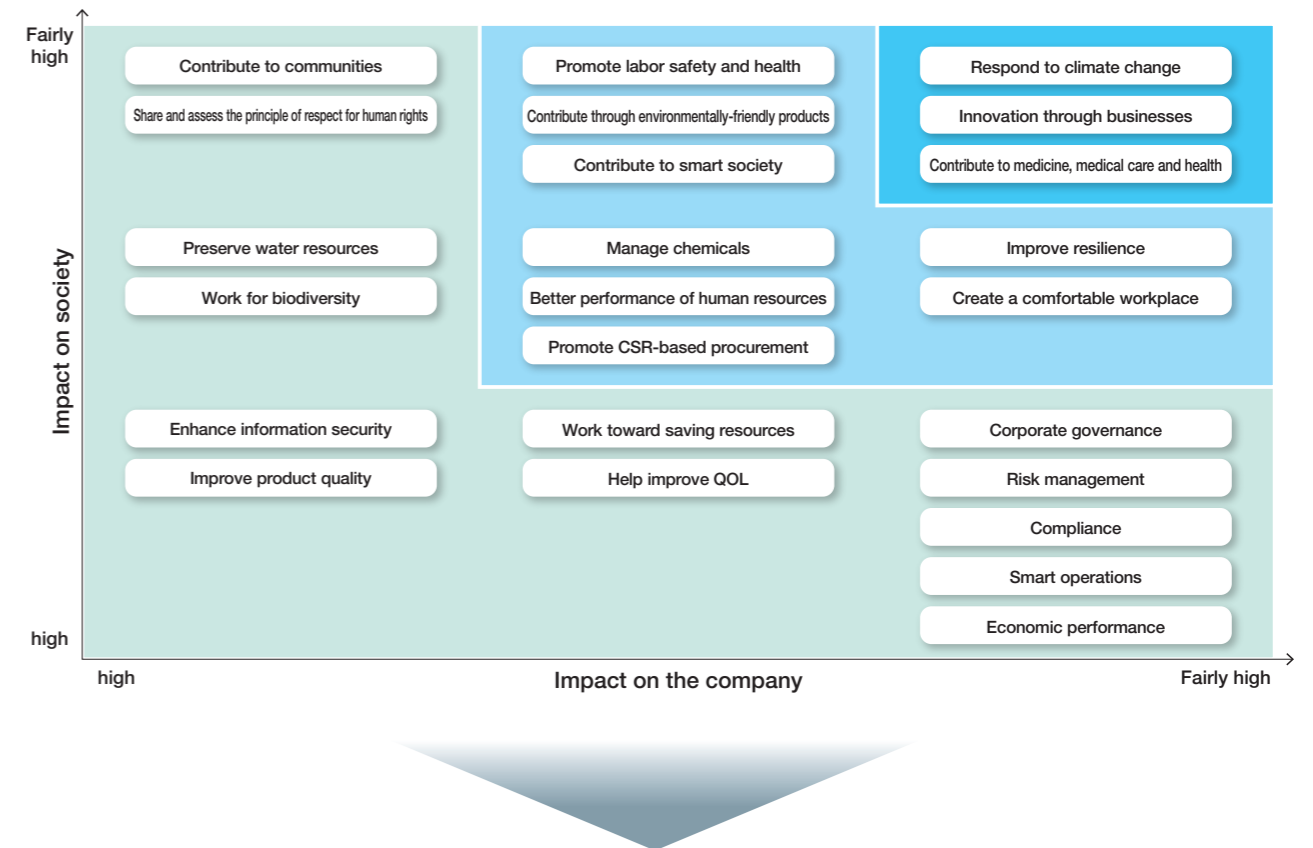 Fairly
high
Contribute to communities
Promote labor safety and health
Respond to climate change
Share and assess the principle of respect for human rights
Contribute through environmentally-friendly products
Innovation through businesses
Contribute to smart society
Contribute to medicine, medical care and health
Impact on society
Preserve water resources
Manage chemicals
Improve resilience
Work for biodiversity
Better performance of human resources
Create a comfortable workplace
Promote CSR-based procurement
Enhance information security
Work toward saving resources
Corporate governance
Improve product quality
Help improve QOL
Risk management
Compliance
Smart operations
Economic performance
high
high
Impact on the company
Fairly high